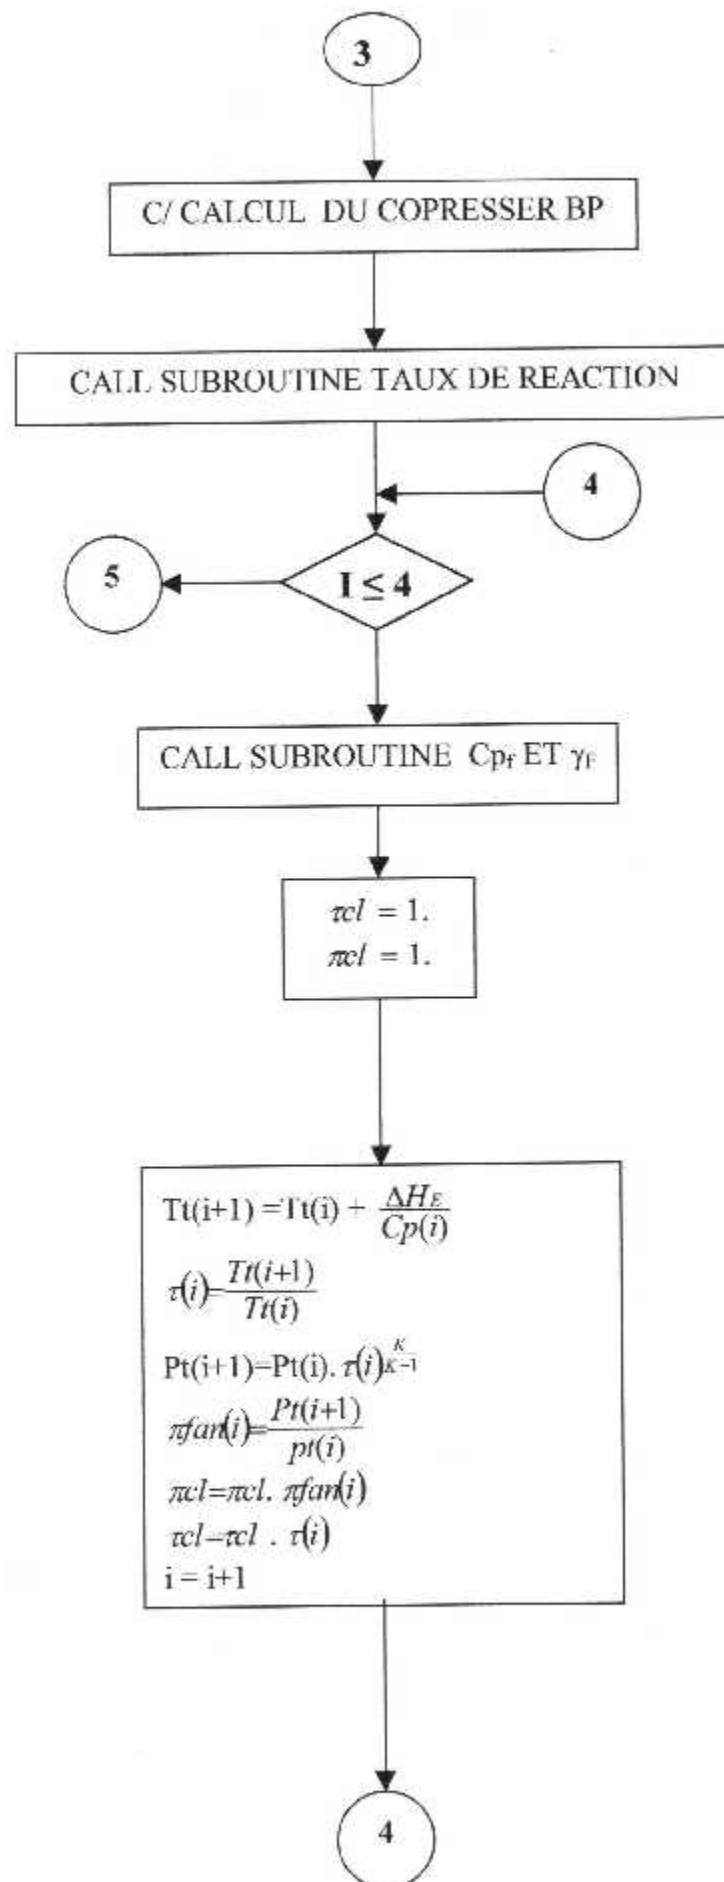 3
C/ CALCUL DU COPRESSER BP
CALL SUBROUTINE TAUX DE REACTION
4
5
I ≤ 4
CALL SUBROUTINE Cpf ET γf
τcl = 1.
πcl = 1.
Tt(i+1) =Tt(i) + ΔHE/Cp(i)
τ(i)=Tt(i+1)/Tt(i)
Pt(i+1)=Pt(i). τ(i)^K/K-1
πfan(i)=Pt(i+1)/pt(i)
πcl=πcl. πfan(i)
τcl=τcl . τ(i)
i = i+1
4